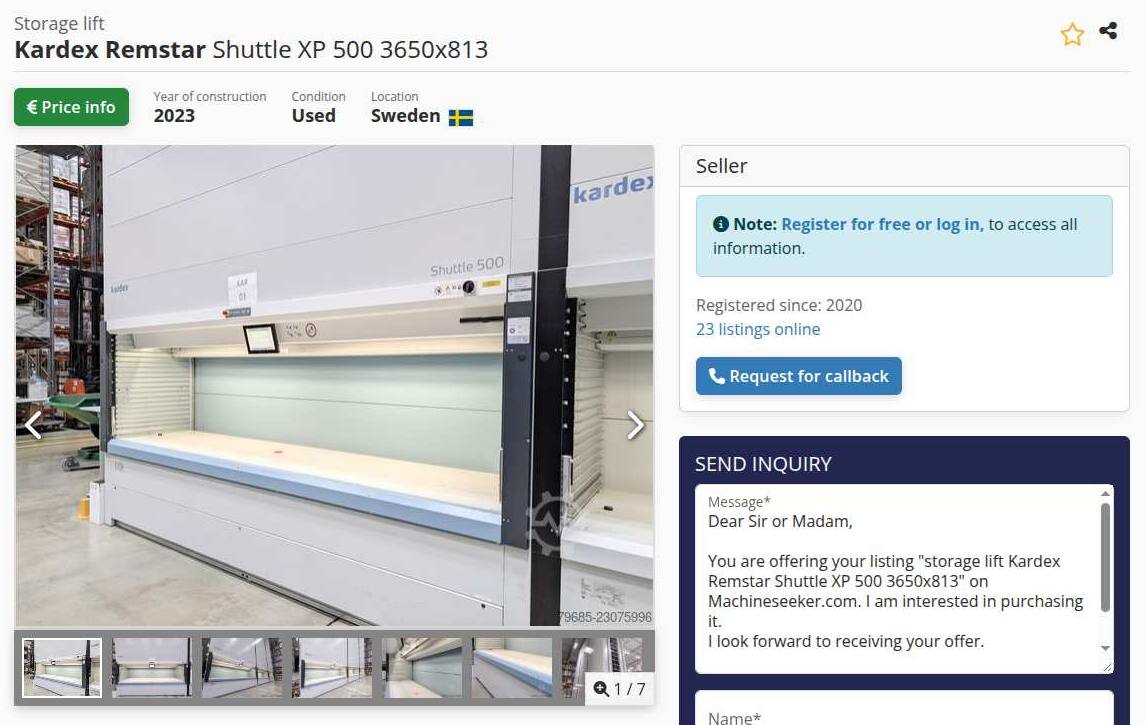 Storage lift
Kardex Remstar Shuttle XP 500 3650x813
€ Price info
Year of construction
2023
Condition
Used
Location
Sweden
kardex
Shuttle 500
kardex
79685-23075996
1 / 7
Seller
Note: Register for free or log in, to access all
information.
Registered since: 2020
23 listings online
Request for callback
SEND INQUIRY
Message*
Dear Sir or Madam,
You are offering your listing "storage lift Kardex
Remstar Shuttle XP 500 3650x813" on
Machineseeker.com. I am interested in purchasing
it.
I look forward to receiving your offer.
Name*